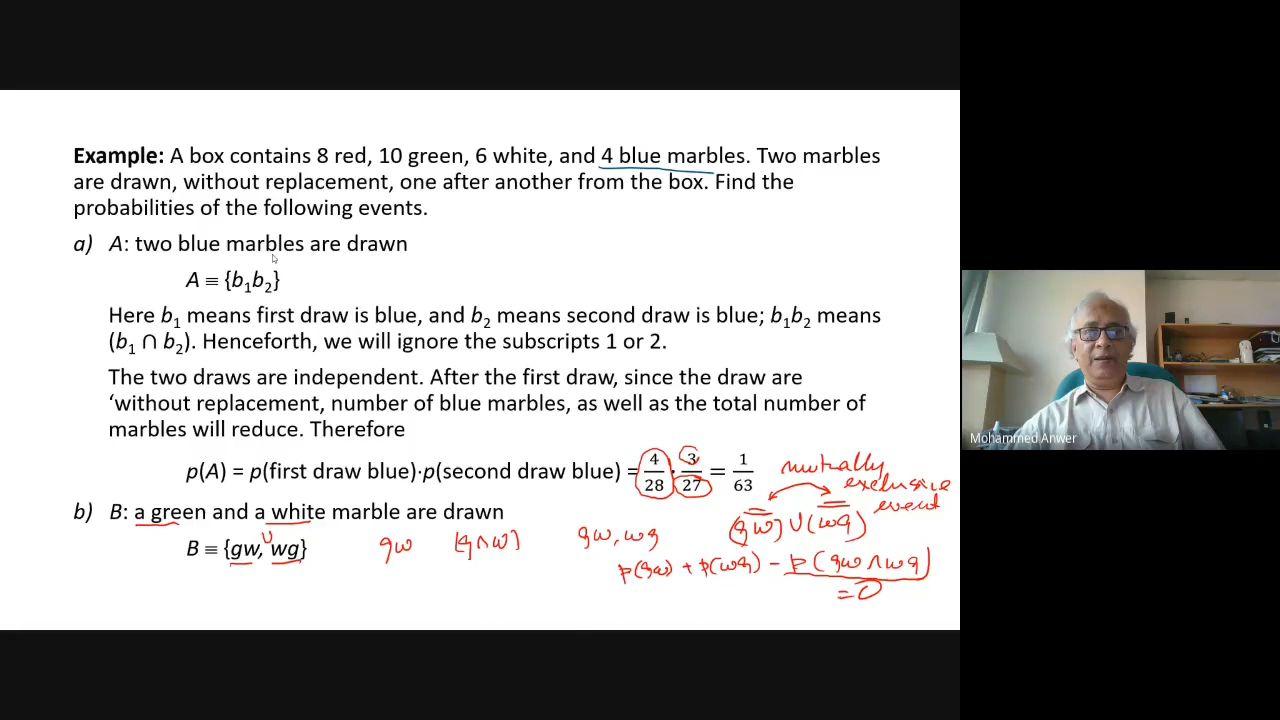 Example: A box contains 8 red, 10 green, 6 white, and 4 blue marbles. Two marbles
are drawn, without replacement, one after another from the box. Find the
probabilities of the following events.
a) A: two blue marbles are drawn
A ≡ {b₁b₂}
Here b₁ means first draw is blue, and b₂ means second draw is blue; b₁b₂ means
(b₁ ∩ b₂). Henceforth, we will ignore the subscripts 1 or 2.
The two draws are independent. After the first draw, since the draw are
‘without replacement, number of blue marbles, as well as the total number of
marbles will reduce. Therefore
p(A) = p(first draw blue)·p(second draw blue) = 4/28 · 3/27 = 1/63
mutually
exclusive
event
b) B: a green and a white marble are drawn
B ≡ {gw, wg}
∪
gw (g∩w) gw, wg (gw) ∪ (wg)
p(gw) + p(wg) - p(gw ∩ wg)
= 0
Mohammed Anwer